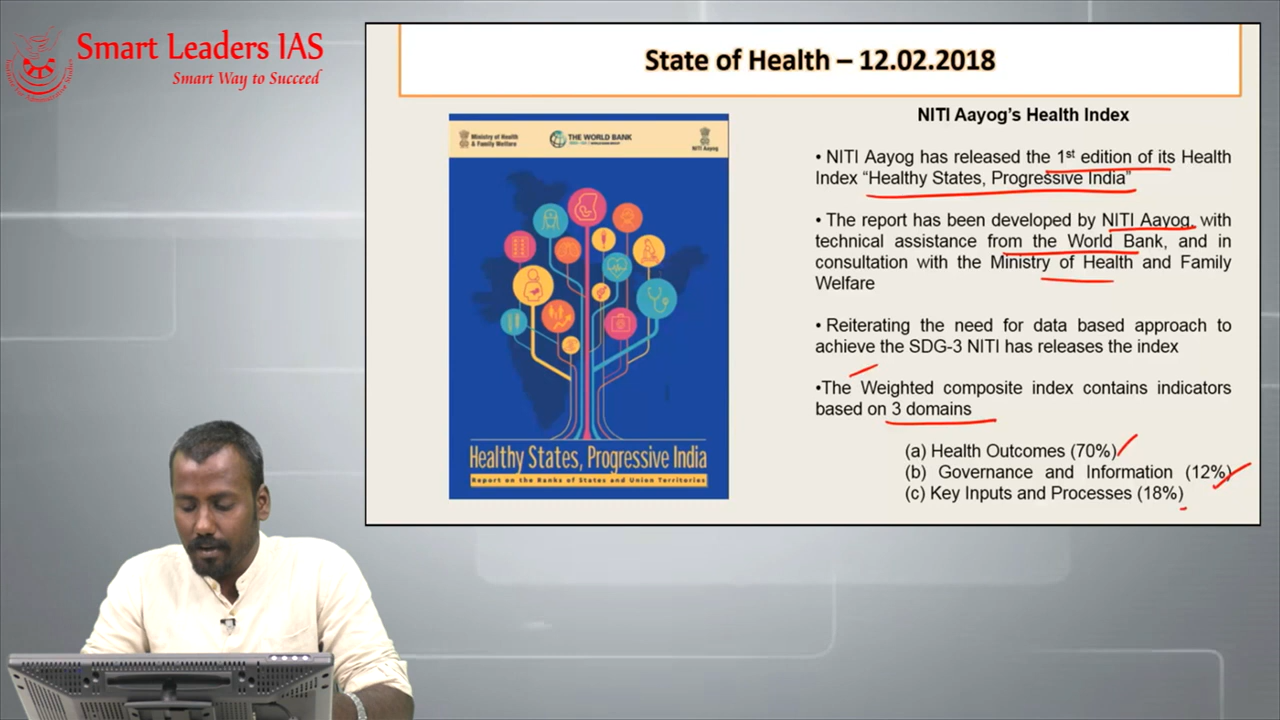 Smart Leaders IAS
Smart Way to Succeed
State of Health – 12.02.2018
Ministry of Health
& Family Welfare
THE WORLD BANK
NITI Aayog
Healthy States, Progressive India
Report on the Ranks of States and Union Territories
NITI Aayog’s Health Index
• NITI Aayog has released the 1st edition of its Health
Index “Healthy States, Progressive India”
• The report has been developed by NITI Aayog, with
technical assistance from the World Bank, and in
consultation with the Ministry of Health and Family
Welfare
• Reiterating the need for data based approach to
achieve the SDG-3 NITI has releases the index
•The Weighted composite index contains indicators
based on 3 domains
(a) Health Outcomes (70%)
(b) Governance and Information (12%)
(c) Key Inputs and Processes (18%)